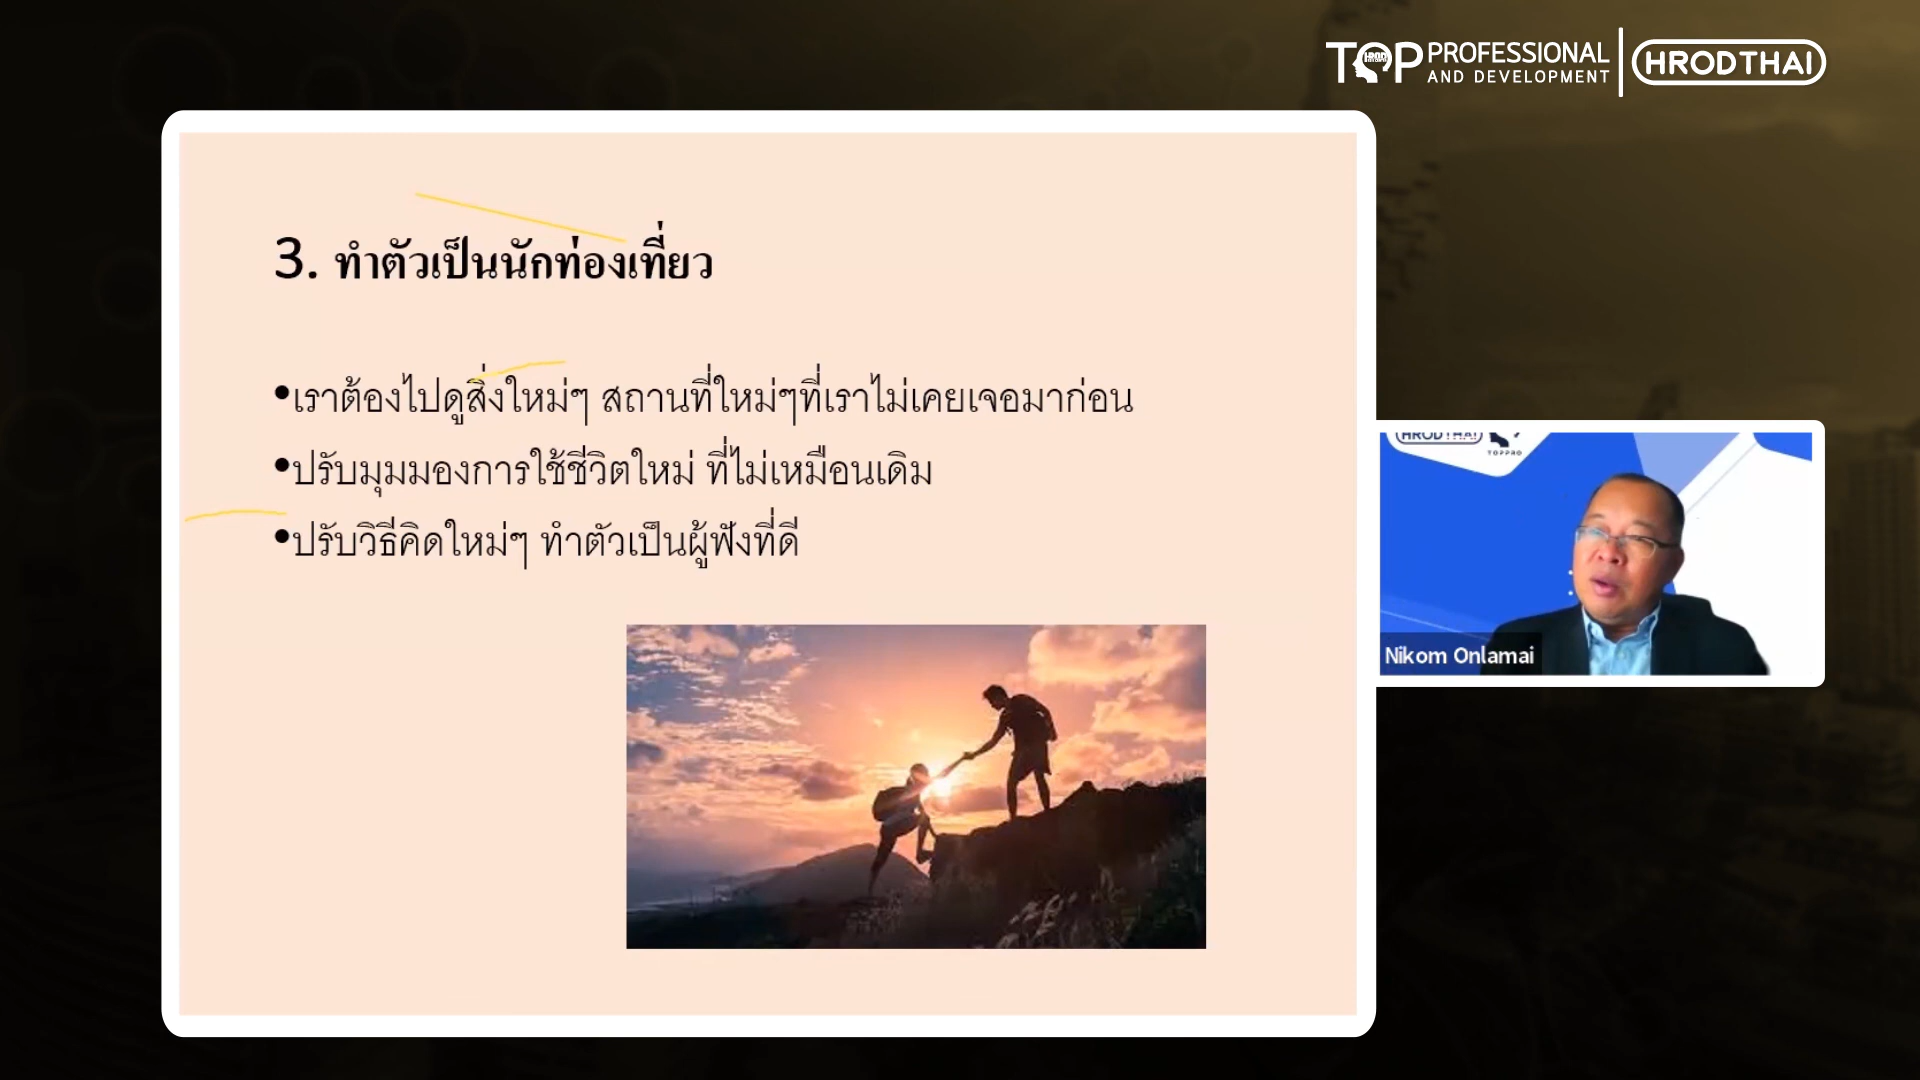 TOP PROFESSIONAL AND DEVELOPMENT
HRODTHAI
3. ทำตัวเป็นนักท่องเที่ยว
•เราต้องไปดูสิ่งใหม่ๆ สถานที่ใหม่ๆที่เราไม่เคยเจอมาก่อน
•ปรับมุมมองการใช้ชีวิตใหม่ ที่ไม่เหมือนเดิม
•ปรับวิธีคิดใหม่ๆ ทำตัวเป็นผู้ฟังที่ดี
HRODTHAI
TOPPRO
Nikom Onlamai